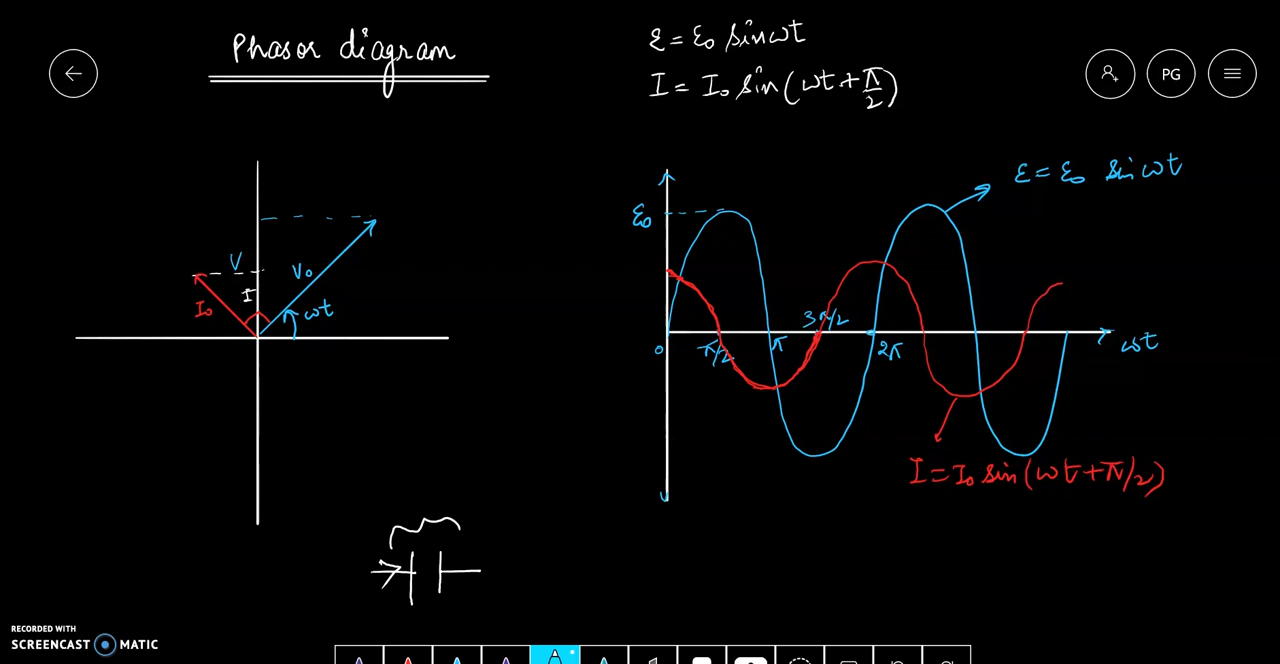 Phasor diagram
ε = ε₀ sin ωt
I = I₀ sin (ωt + π/2)
PG
V
V₀
I
I₀
ωt
ε₀
ε = ε₀ sin ωt
0
π/2
π
3π/2
2π
ωt
I = I₀ sin (ωt + π/2)
RECORDED WITH
SCREENCAST MATIC